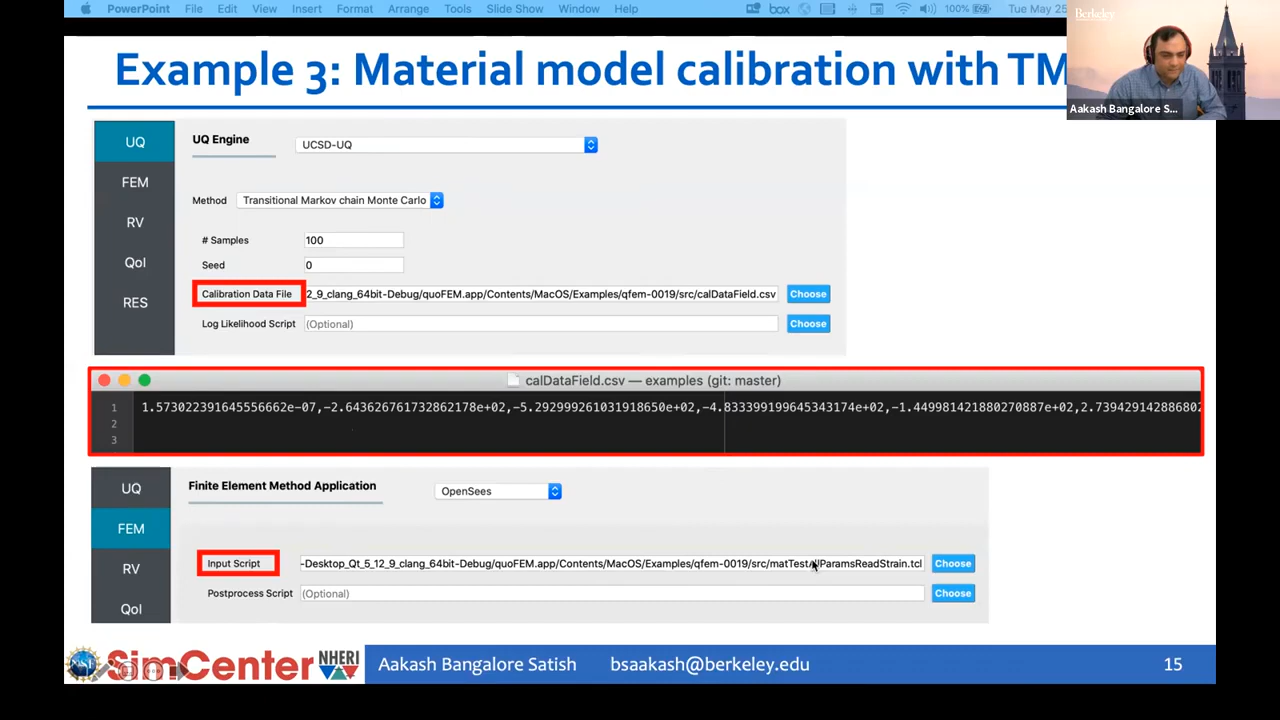 PowerPoint File Edit View Insert Format Arrange Tools Slide Show Window Help box 100% Tue May 25
Berkeley
Example 3: Material model calibration with TM
Aakash Bangalore S...
UQ
FEM
RV
QoI
RES
UQ Engine UCSD-UQ
Method Transitional Markov chain Monte Carlo
# Samples 100
Seed 0
Calibration Data File 2_9_clang_64bit-Debug/quoFEM.app/Contents/MacOS/Examples/qfem-0019/src/calDataField.csv Choose
Log Likelihood Script (Optional) Choose
calDataField.csv — examples (git: master)
1 1.573022391645556662e-07,-2.643626761732862178e+02,-5.292999261031918650e+02,-4.833399199645343174e+02,-1.449981421880270887e+02,2.739429142886802
2
3
UQ
FEM
RV
QoI
Finite Element Method Application OpenSees
Input Script -Desktop_Qt_5_12_9_clang_64bit-Debug/quoFEM.app/Contents/MacOS/Examples/qfem-0019/src/matTestAllParamsReadStrain.tcl Choose
Postprocess Script (Optional) Choose
SimCenter NHERI Aakash Bangalore Satish bsaakash@berkeley.edu 15